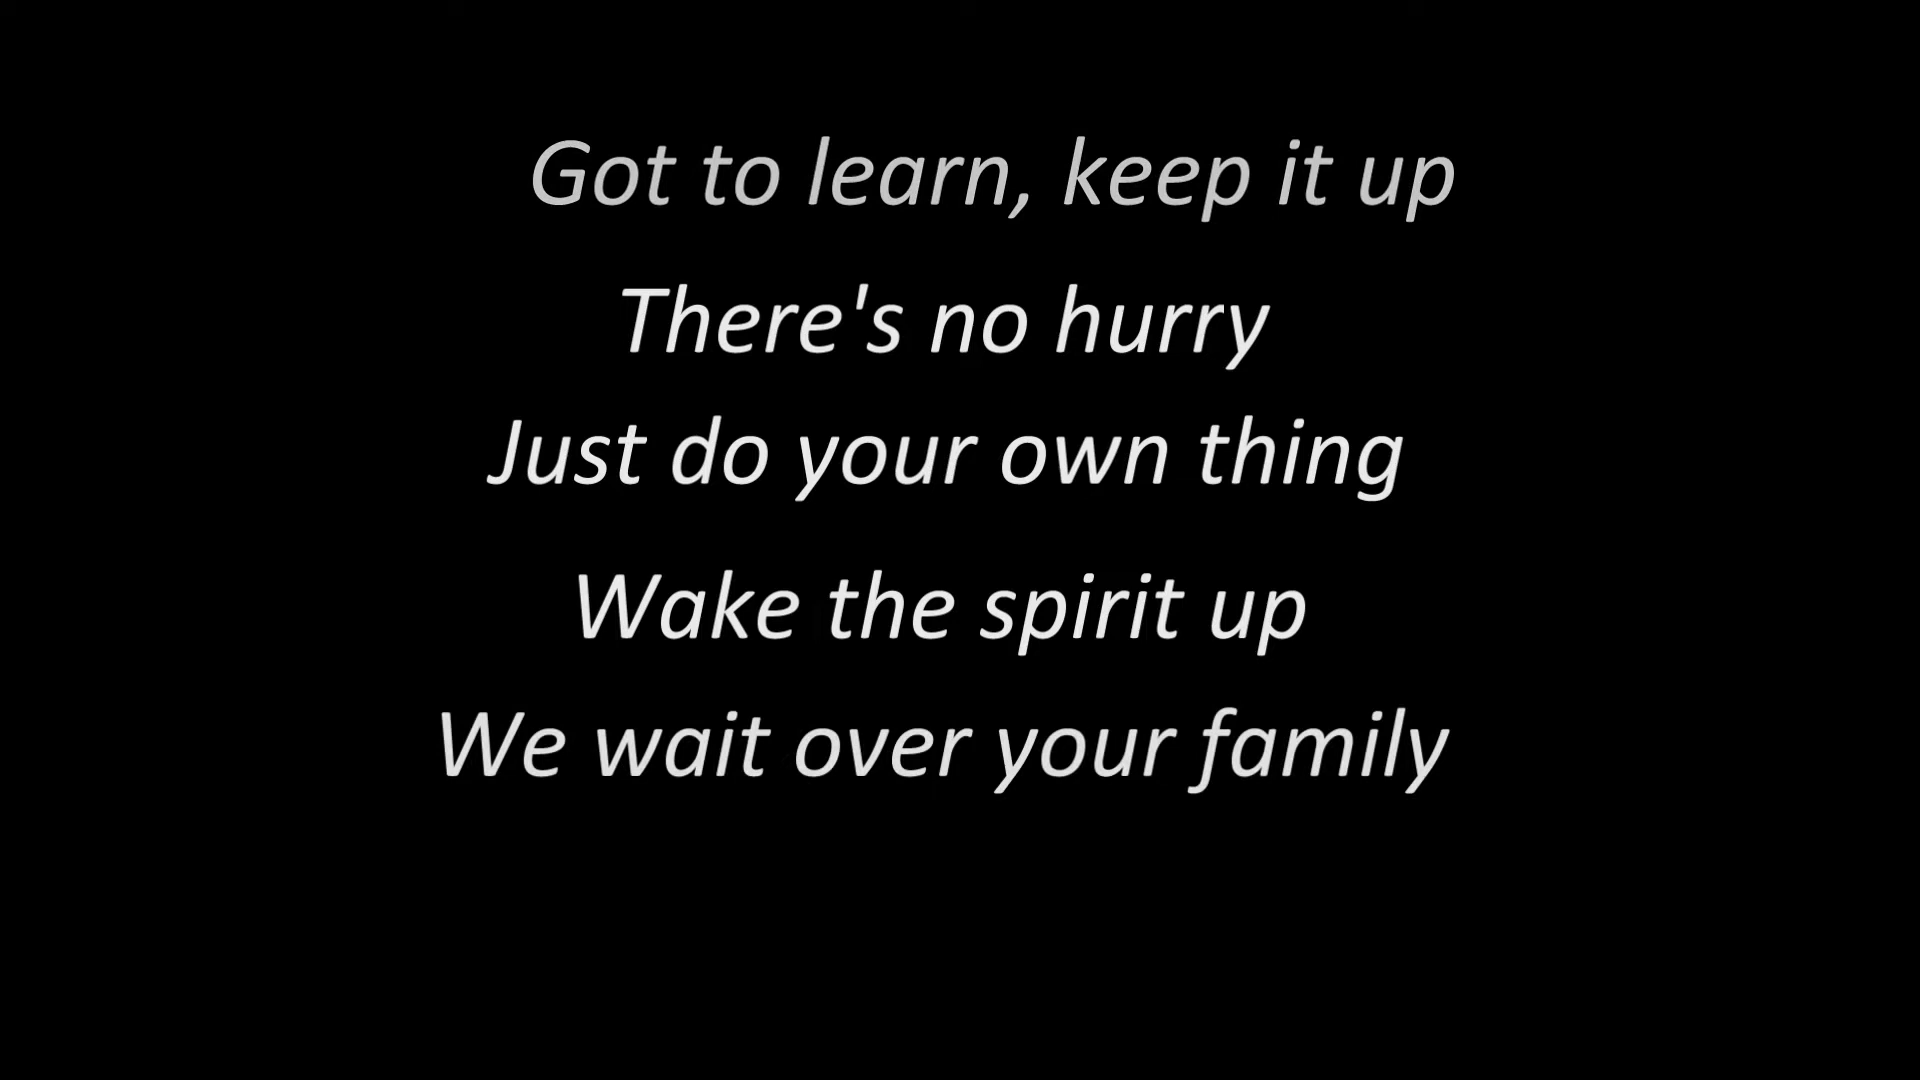 Got to learn, keep it up
There's no hurry
Just do your own thing
Wake the spirit up
We wait over your family